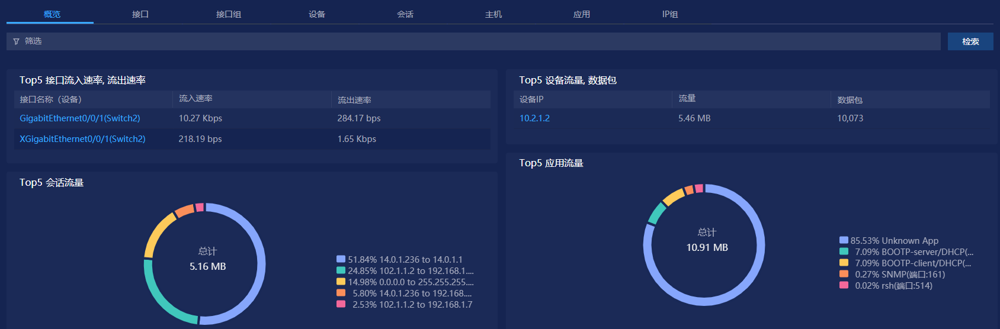 概览 接口 接口组 设备 会话 主机 应用 IP组
筛选 检索
Top5 接口流入速率, 流出速率
接口名称（设备） 流入速率 流出速率
GigabitEthernet0/0/1(Switch2) 10.27 Kbps 284.17 bps
XGigabitEthernet0/0/1(Switch2) 218.19 bps 1.65 Kbps
Top5 设备流量, 数据包
设备IP 流量 数据包
10.2.1.2 5.46 MB 10,073
Top5 会话流量
总计
5.16 MB
51.84% 14.0.1.236 to 14.0.1.1
24.85% 102.1.1.2 to 192.168.1....
14.98% 0.0.0.0 to 255.255.255....
5.80% 14.0.1.236 to 192.168....
2.53% 102.1.1.2 to 192.168.1.7
Top5 应用流量
总计
10.91 MB
85.53% Unknown App
7.09% BOOTP-server/DHCP(...
7.09% BOOTP-client/DHCP(...
0.27% SNMP(端口:161)
0.02% rsh(端口:514)